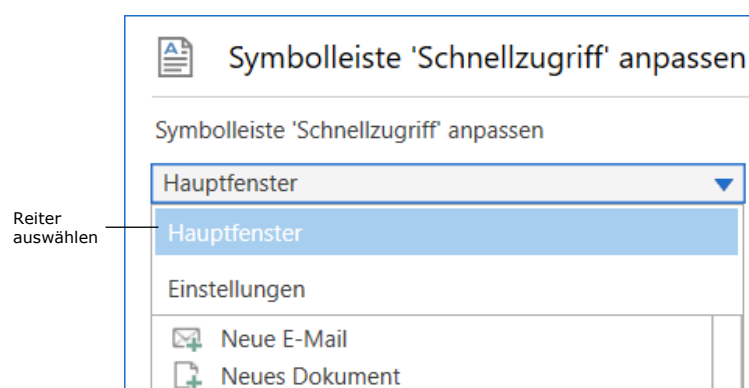 Symbolleiste 'Schnellzugriff' anpassen
Symbolleiste 'Schnellzugriff' anpassen
Hauptfenster
Reiter
auswählen
Hauptfenster
Einstellungen
Neue E-Mail
Neues Dokument